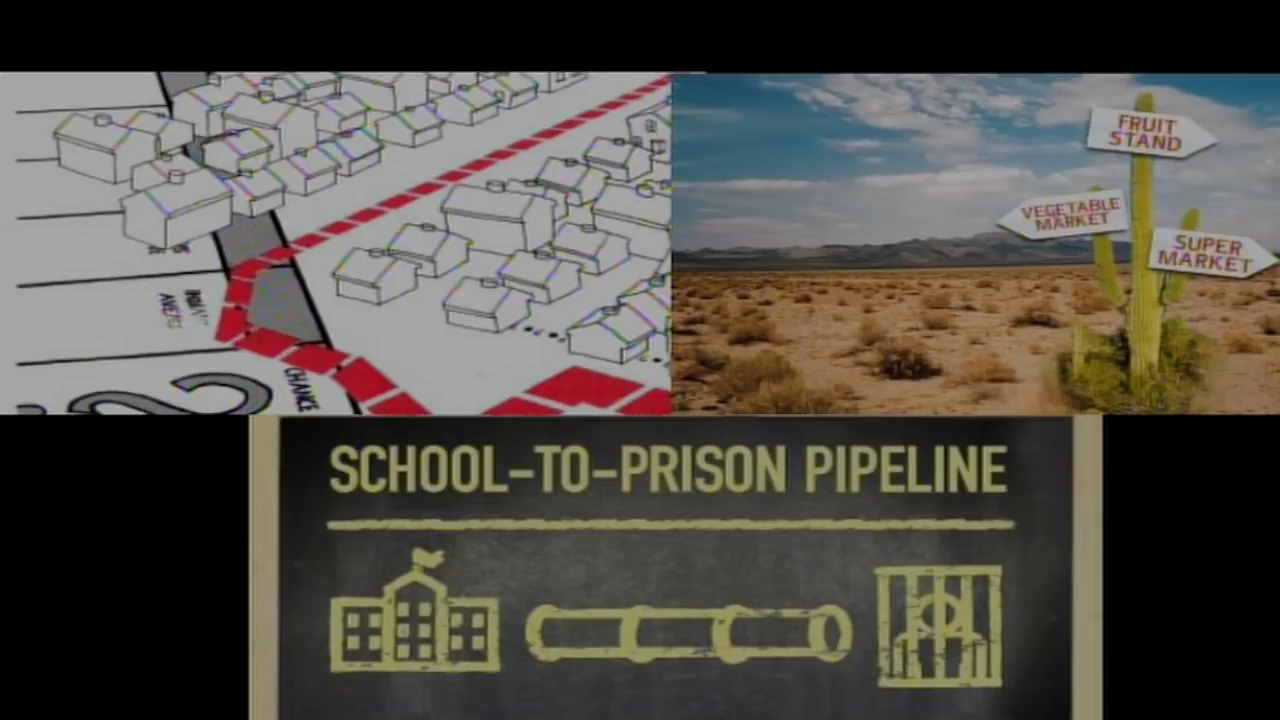 CHANCE
FRUIT
STAND
VEGETABLE
MARKET
SUPER
MARKET
SCHOOL-TO-PRISON PIPELINE